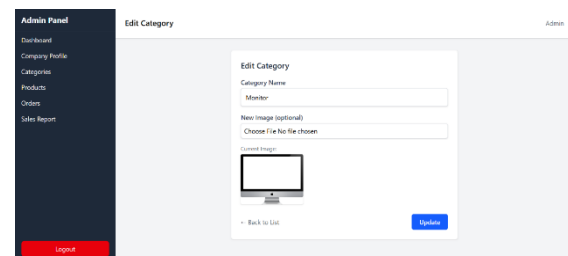 Admin Panel
Edit Category
Admin
Dashboard
Company Profile
Categories
Products
Orders
Sales Report
Logout
Edit Category
Category Name
Monitor
New Image (optional)
Choose File No file chosen
Current Image:
← Back to List
Update